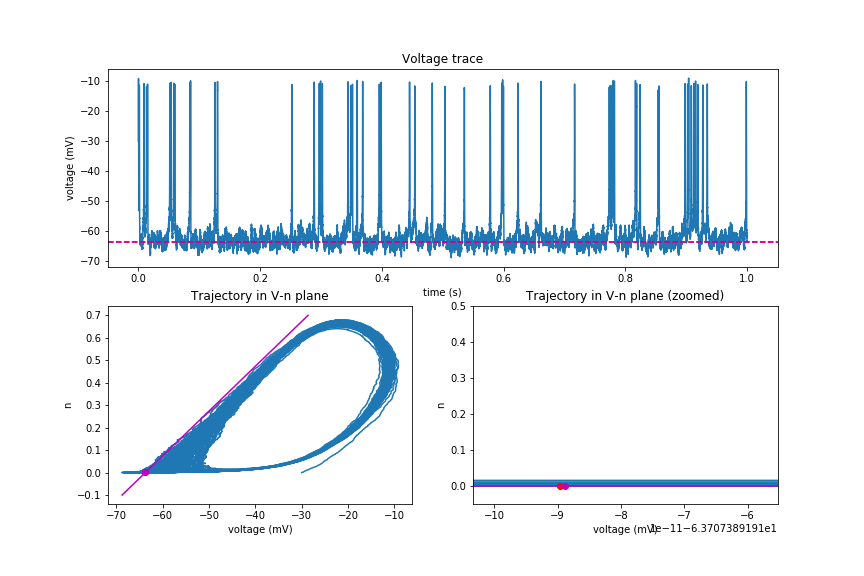 Voltage trace
voltage (mV)
−10
−20
−30
−40
−50
−60
−70
0.0 0.2 0.4 0.6 0.8 1.0
time (s)
Trajectory in V-n plane
n
0.7
0.6
0.5
0.4
0.3
0.2
0.1
0.0
−0.1
−70 −60 −50 −40 −30 −20 −10
voltage (mV)
Trajectory in V-n plane (zoomed)
n
0.5
0.4
0.3
0.2
0.1
0.0
−10 −9 −8 −7 −6
voltage (mV)
1e−11−6.3707389191e1